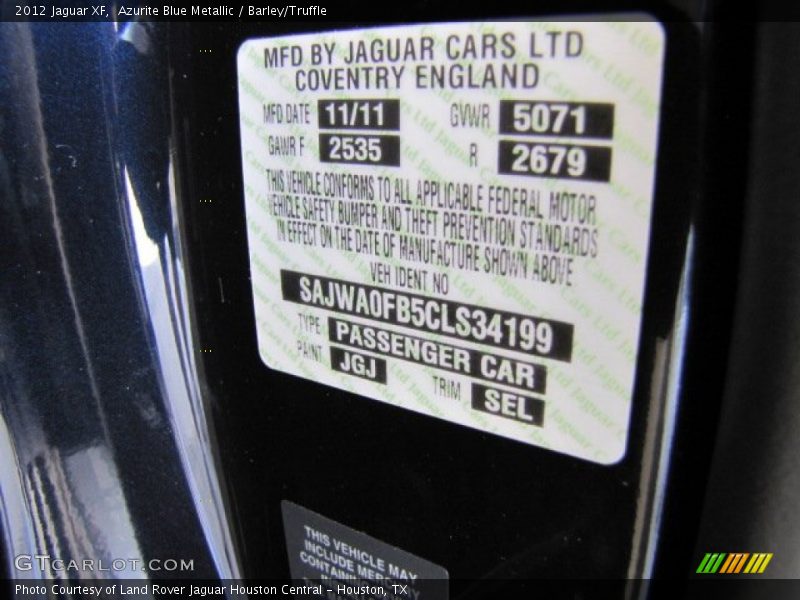 2012 Jaguar XF, Azurite Blue Metallic / Barley/Truffle
MFD BY JAGUAR CARS LTD
COVENTRY ENGLAND
MFD DATE 11/11 GVWR 5071
GAWR F 2535 R 2679
THIS VEHICLE CONFORMS TO ALL APPLICABLE FEDERAL MOTOR
VEHICLE SAFETY, BUMPER AND THEFT PREVENTION STANDARDS
IN EFFECT ON THE DATE OF MANUFACTURE SHOWN ABOVE
VEH IDENT NO
SAJWA0FB5CLS34199
TYPE PASSENGER CAR
PAINT JGJ TRIM SEL
THIS VEHICLE MAY
INCLUDE MERCURY
GTCARLOT.COM
Photo Courtesy of Land Rover Jaguar Houston Central - Houston, TX